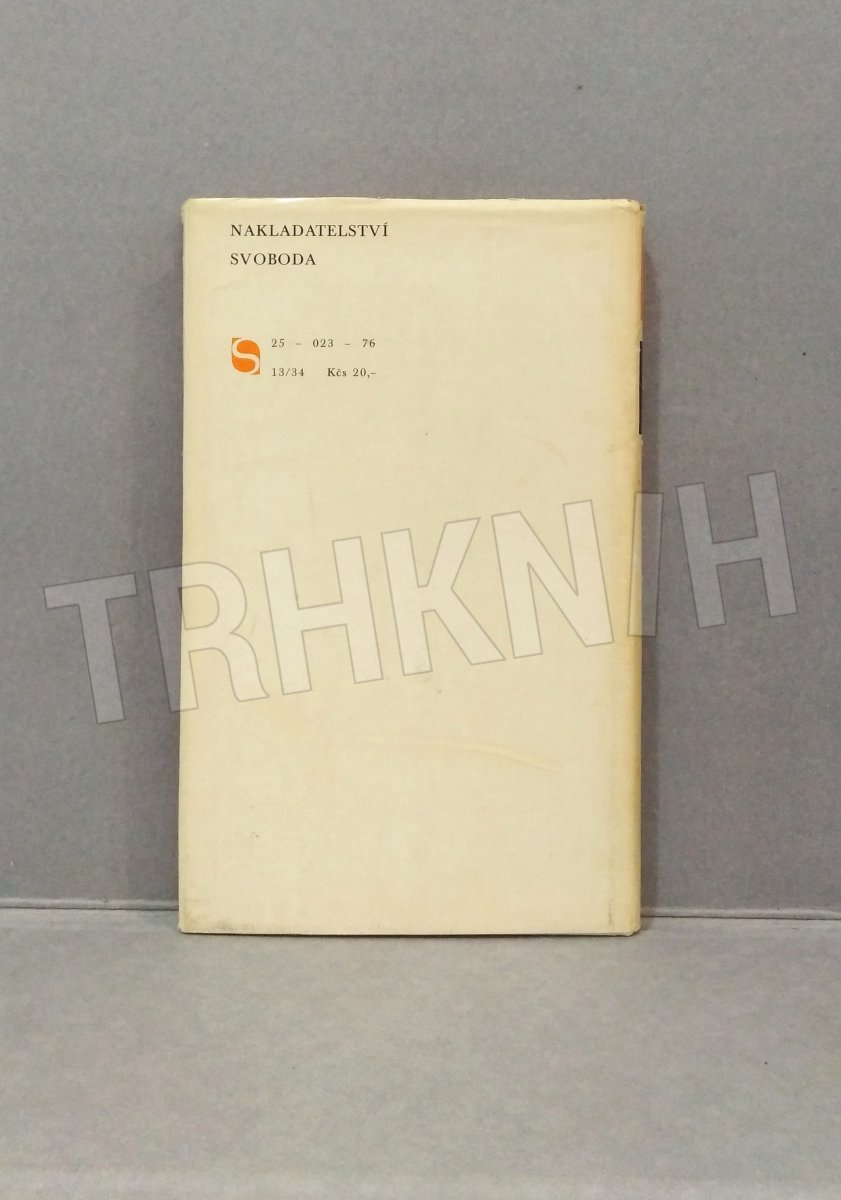 NAKLADATELSTVÍ
SVOBODA
S
25 – 023 – 76
13/34 Kčs 20,–
TRHKNIH